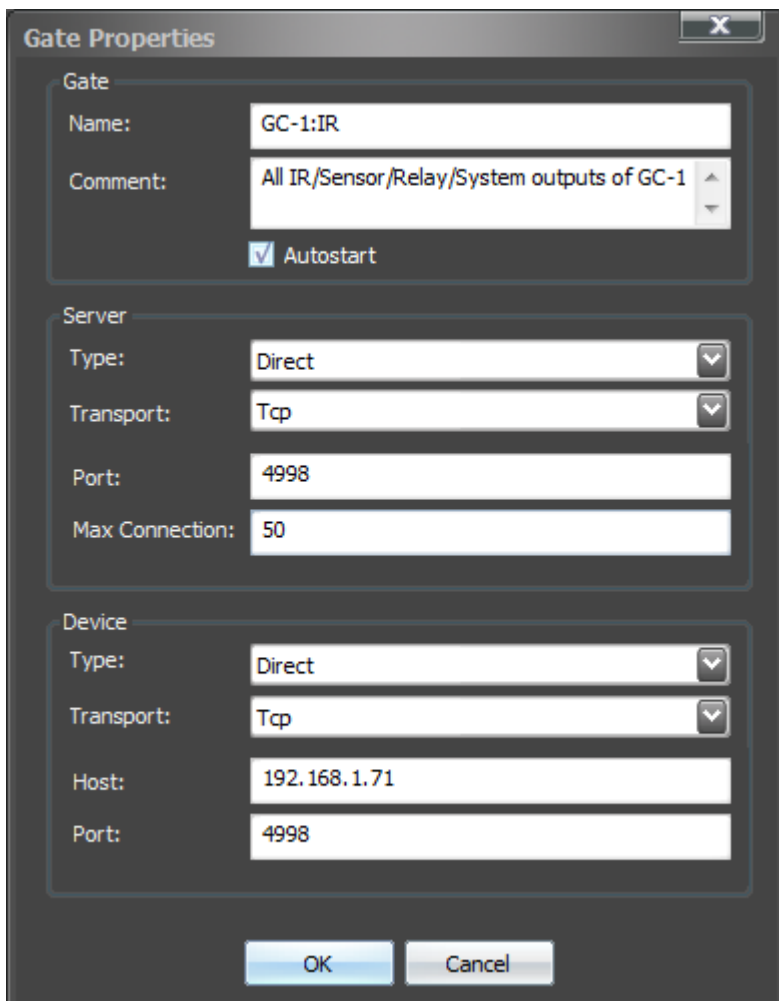 Gate Properties
Gate
Name: GC-1:IR
Comment: All IR/Sensor/Relay/System outputs of GC-1
Autostart
Server
Type: Direct
Transport: Tcp
Port: 4998
Max Connection: 50
Device
Type: Direct
Transport: Tcp
Host: 192.168.1.71
Port: 4998
OK Cancel